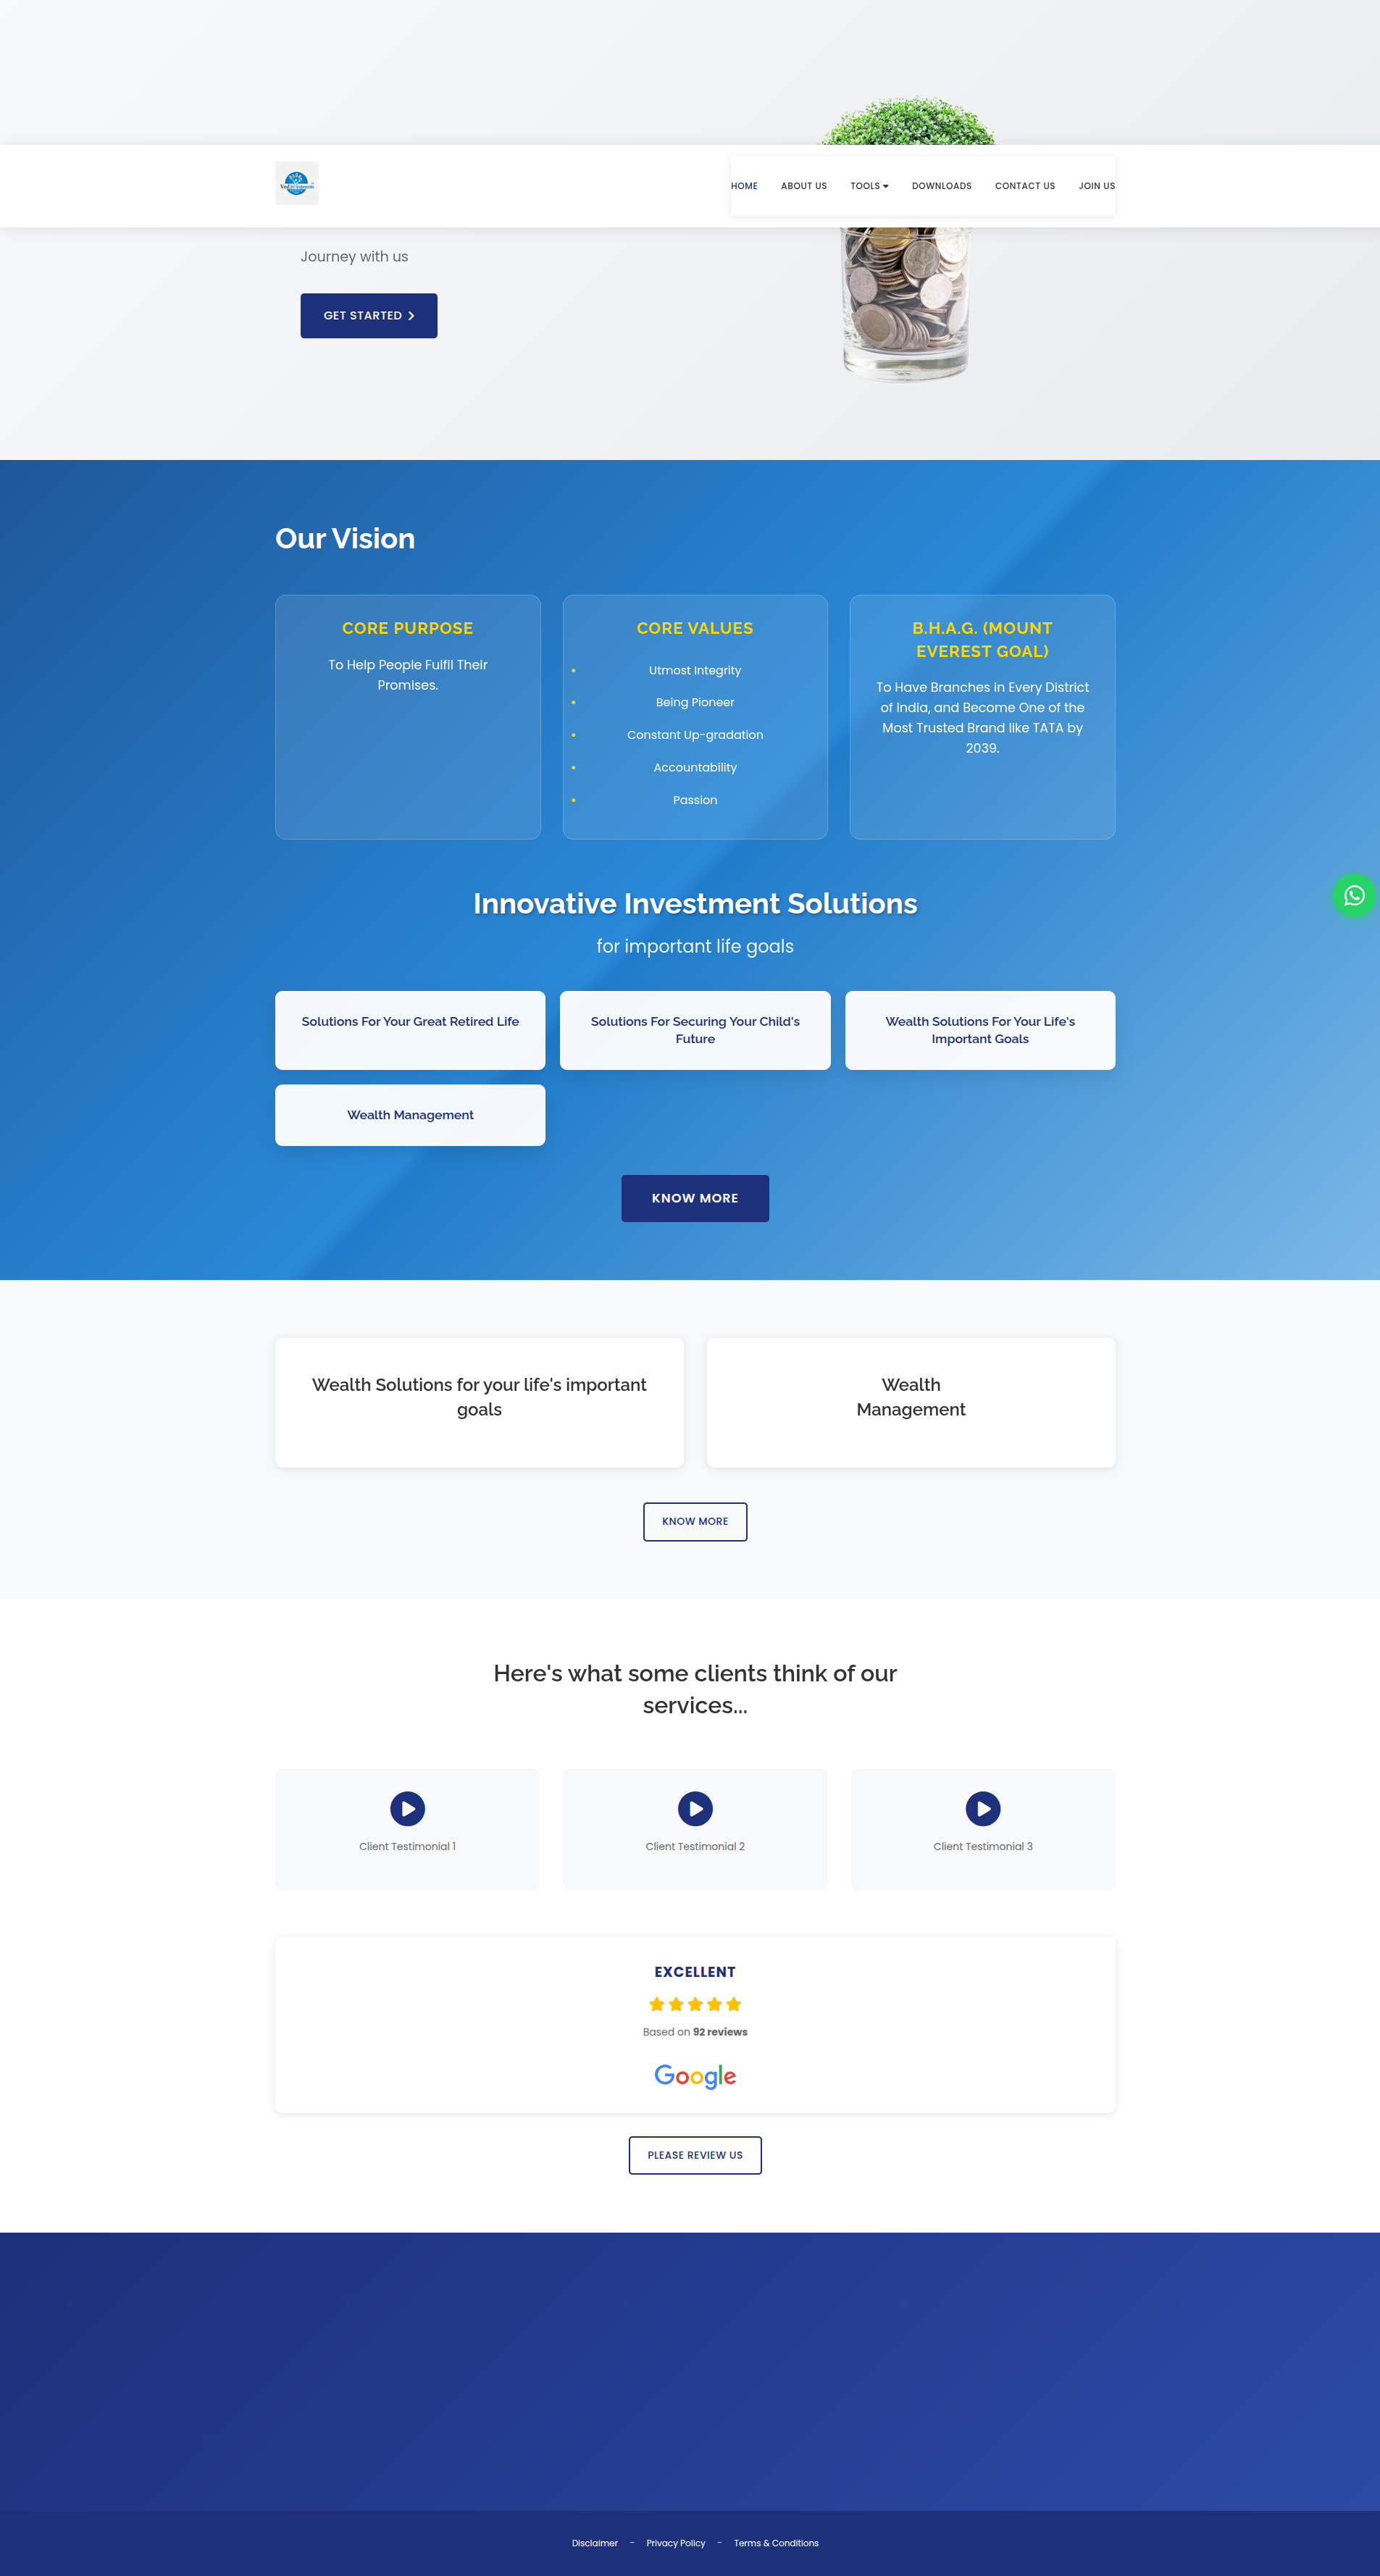 HOME
ABOUT US
TOOLS
DOWNLOADS
CONTACT US
JOIN US
Journey with us
GET STARTED
Our Vision
CORE PURPOSE
To Help People Fulfil Their
Promises.
CORE VALUES
• Utmost Integrity
• Being Pioneer
• Constant Up-gradation
• Accountability
• Passion
B.H.A.G. (MOUNT
EVEREST GOAL)
To Have Branches in Every District
of India, and Become One of the
Most Trusted Brand like TATA by
2039.
Innovative Investment Solutions
for important life goals
Solutions For Your Great Retired Life
Solutions For Securing Your Child's
Future
Wealth Solutions For Your Life's
Important Goals
Wealth Management
KNOW MORE
Wealth Solutions for your life's important
goals
Wealth
Management
KNOW MORE
Here's what some clients think of our
services...
Client Testimonial 1
Client Testimonial 2
Client Testimonial 3
EXCELLENT
Based on 92 reviews
Google
PLEASE REVIEW US
Disclaimer - Privacy Policy - Terms & Conditions